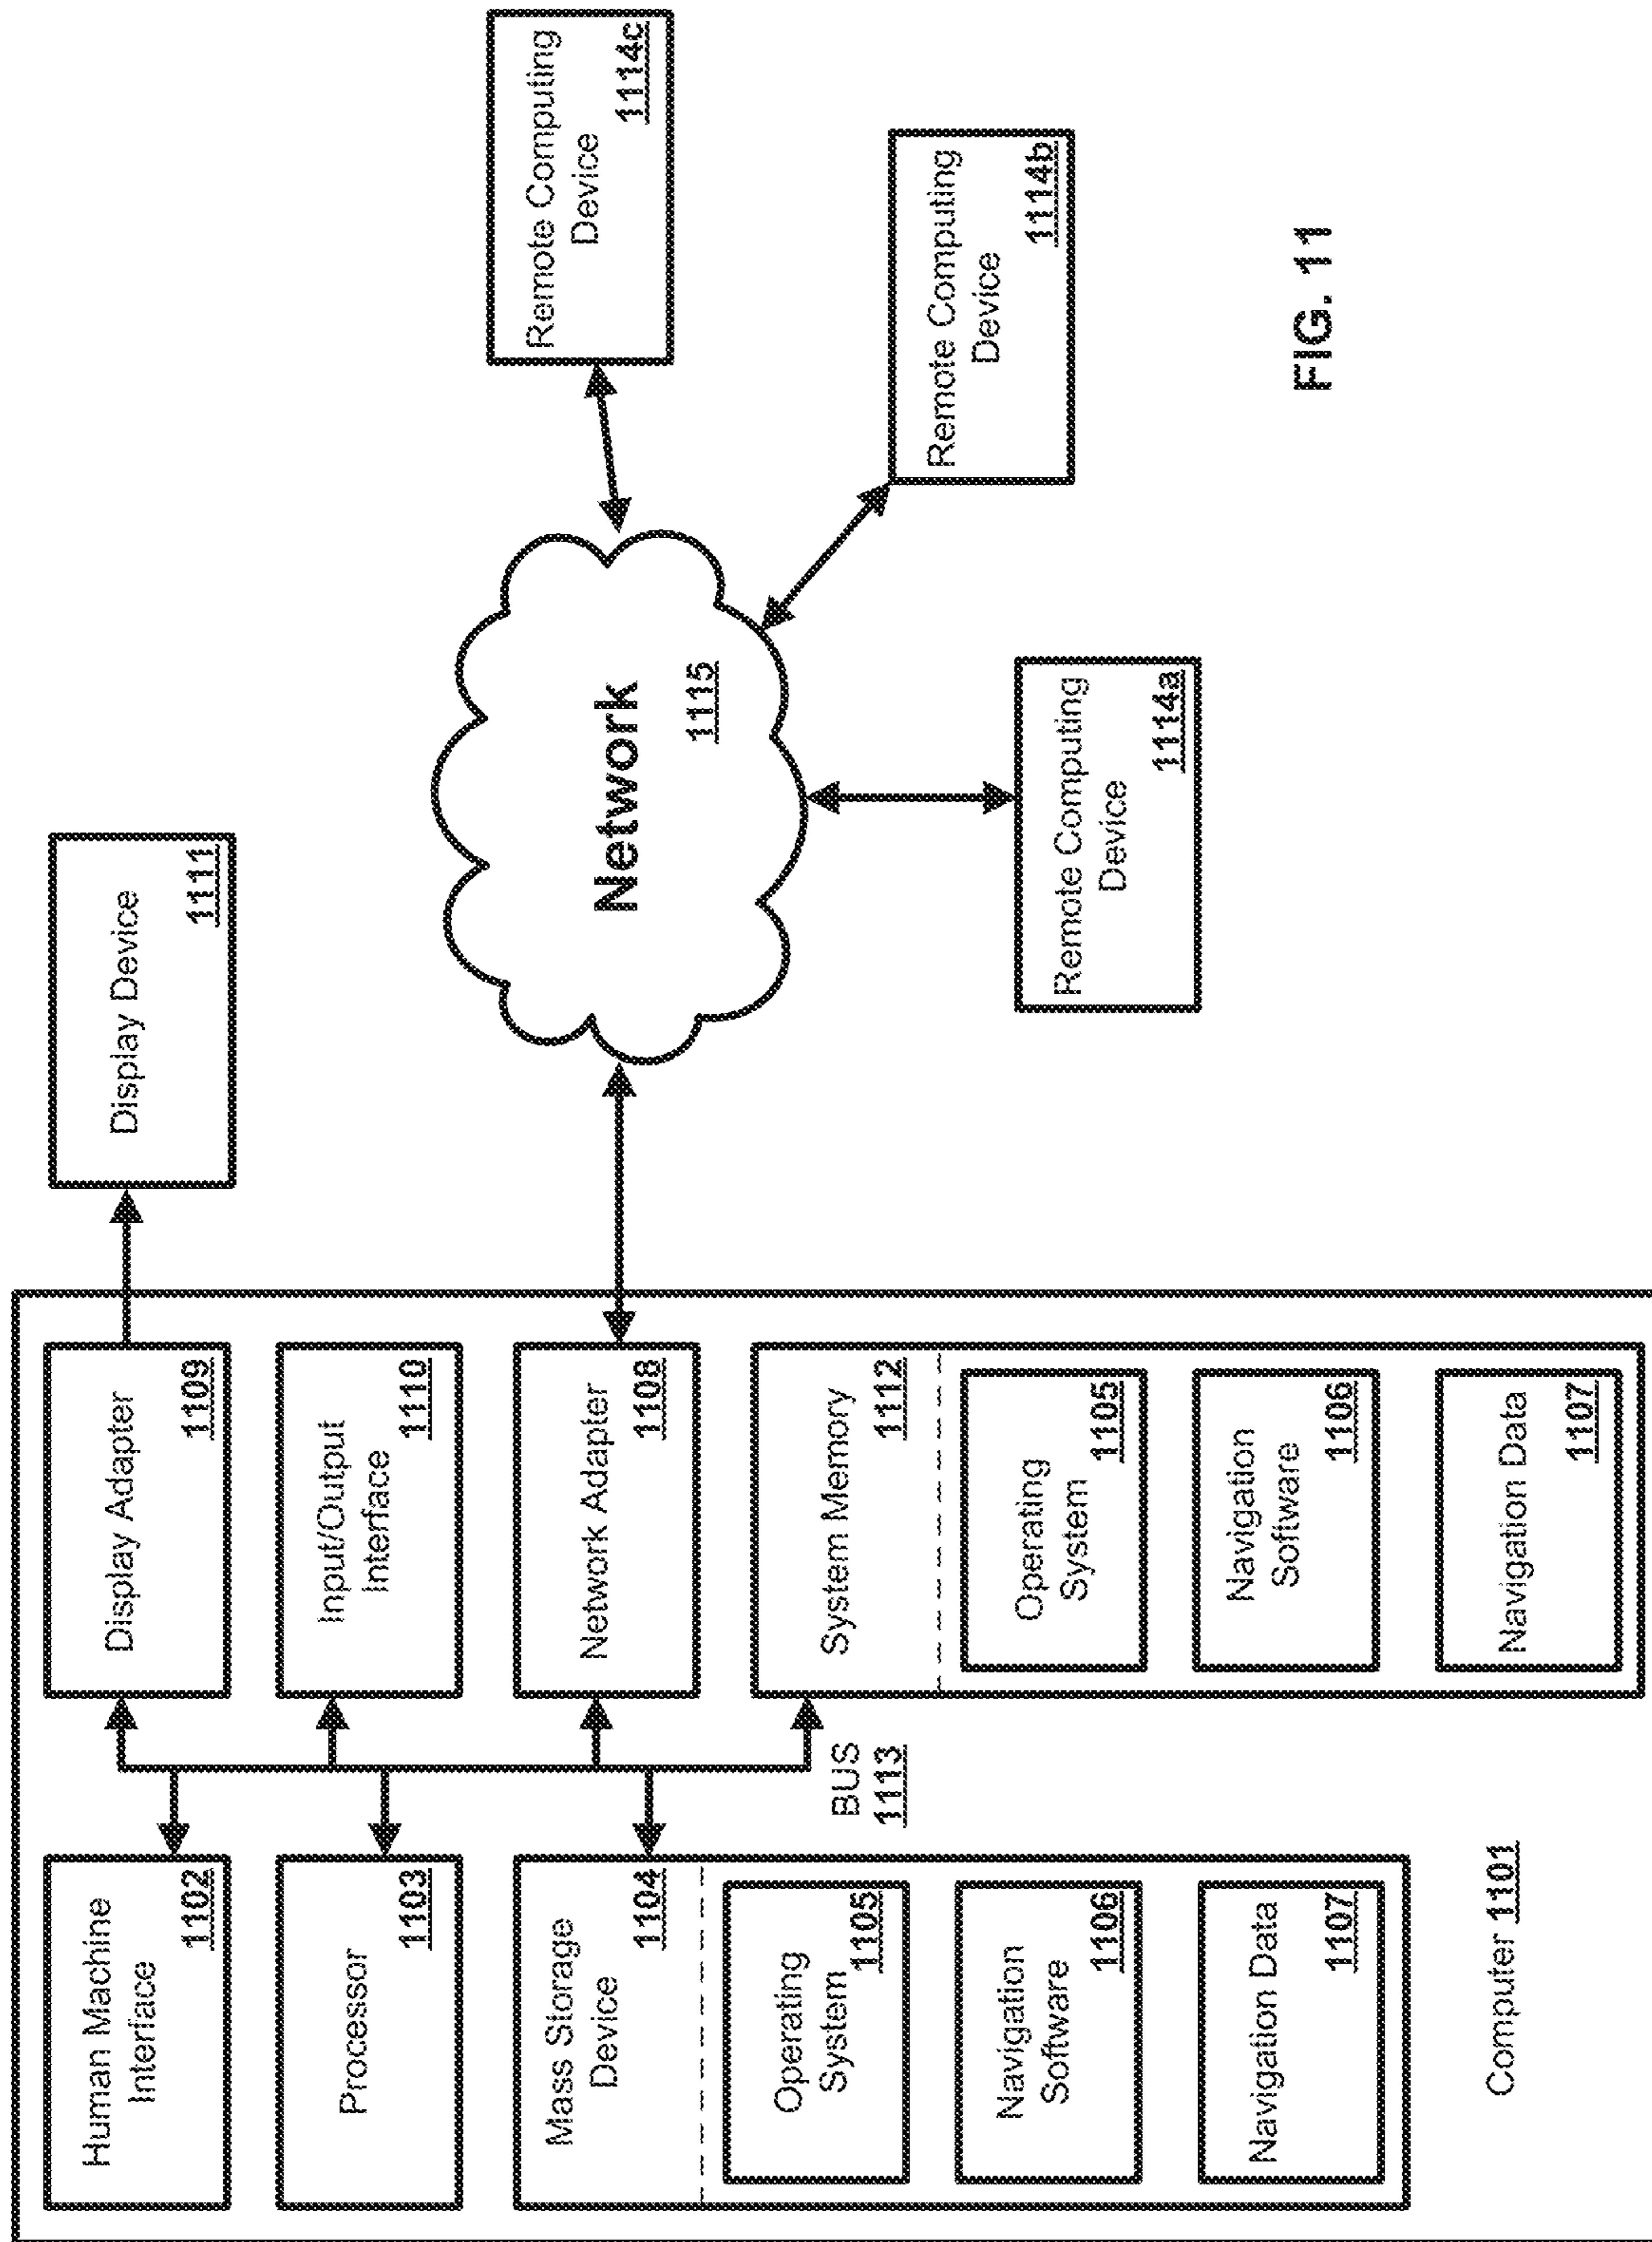 Human Machine
Interface
1102
Processor
1103
Mass Storage
Device
1104
Operating
System
1105
Navigation
Software
1106
Navigation Data
1107
Computer 1101
BUS
1113
Display Adapter
1109
Input/Output
Interface
1110
Network Adapter
1108
System Memory
1112
Operating
System
1105
Navigation
Software
1106
Navigation Data
1107
Display Device
1111
Network
1115
Remote Computing
Device
1114a
Remote Computing
Device
1114b
Remote Computing
Device
1114c
FIG. 11